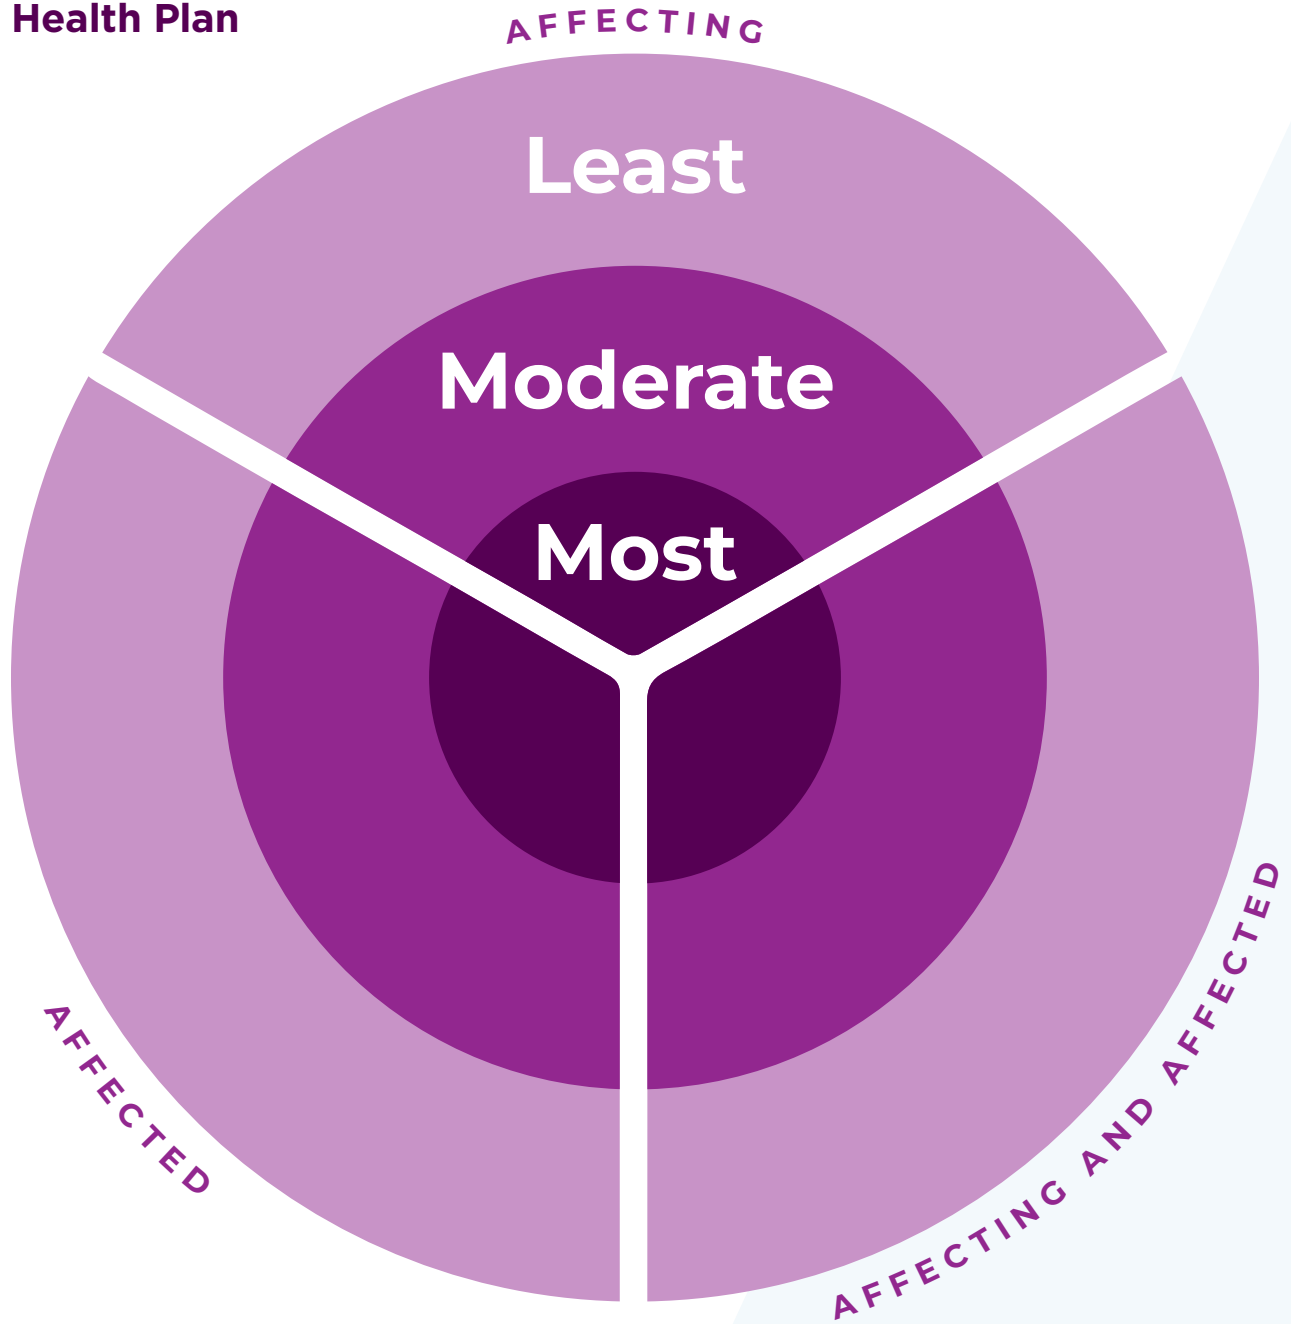 Health Plan
AFFECTING
Least
Moderate
Most
AFFECTED
AFFECTING AND AFFECTED